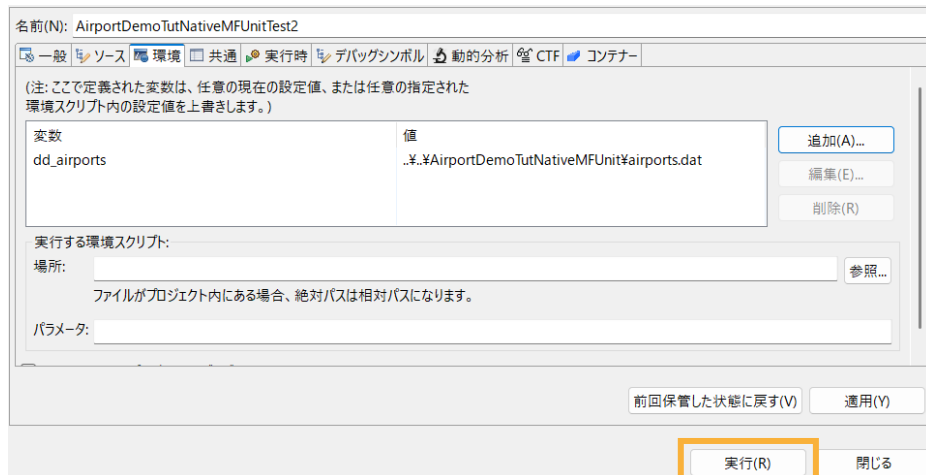 名前(N): AirportDemoTutNativeMFUnitTest2
一般 ソース 環境 共通 実行時 デバッグシンボル 動的分析 CTF コンテナー
(注: ここで定義された変数は、任意の現在の設定値、または任意の指定された
環境スクリプト内の設定値を上書きします。)
変数 値
dd_airports ..¥..¥AirportDemoTutNativeMFUnit¥airports.dat
追加(A)...
編集(E)...
削除(R)
実行する環境スクリプト:
場所: 参照...
ファイルがプロジェクト内にある場合、絶対パスは相対パスになります。
パラメータ:
前回保管した状態に戻す(V) 適用(Y)
実行(R) 閉じる